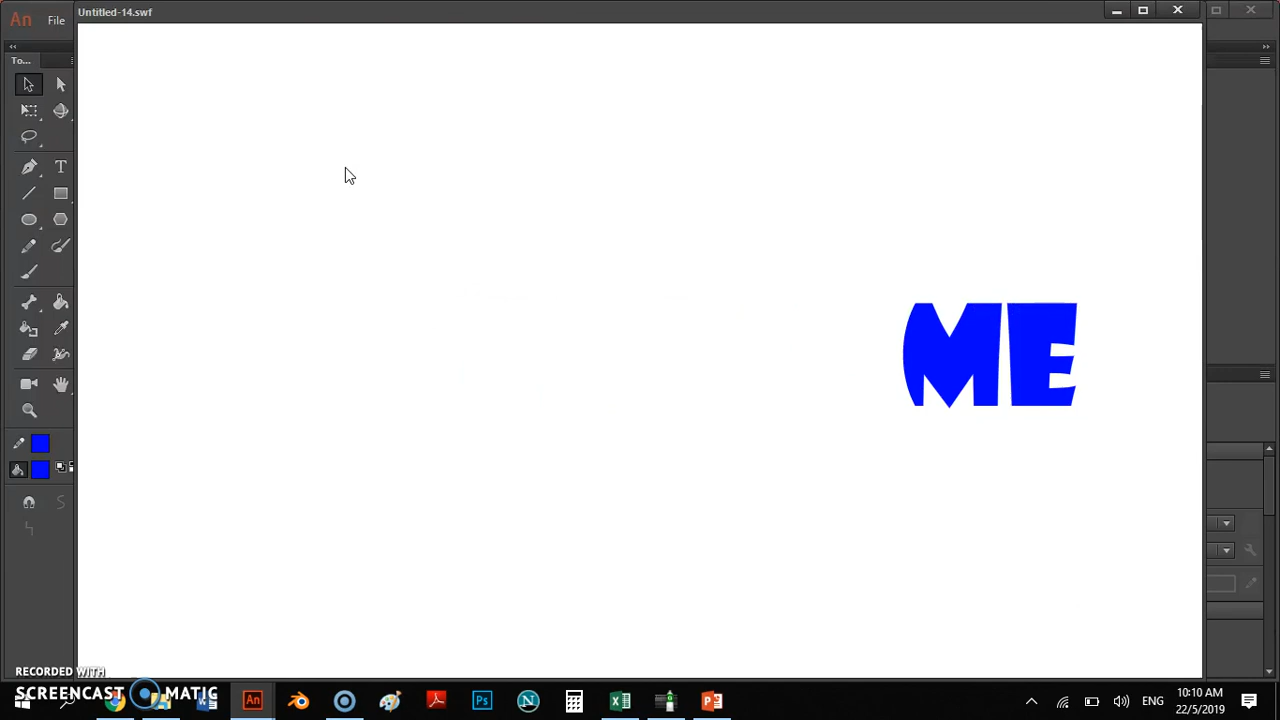 An File Untitled-14.swf
To...
ME
RECORDED WITH
SCREENCAST MATIC
An
Ps
ENG
10:10 AM
22/5/2019